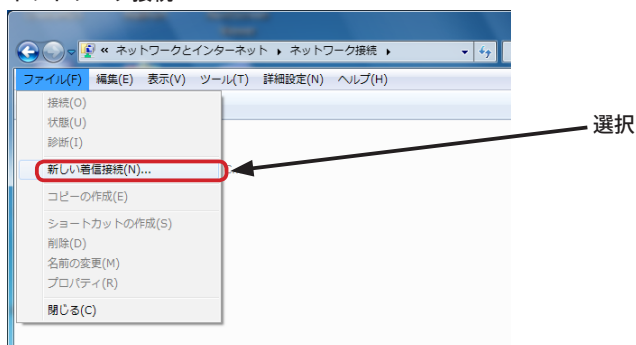 « ネットワークとインターネット ▸ ネットワーク接続 ▸
ファイル(F) 編集(E) 表示(V) ツール(T) 詳細設定(N) ヘルプ(H)
接続(O)
状態(U)
診断(I)
選択
新しい着信接続(N)...
コピーの作成(E)
ショートカットの作成(S)
削除(D)
名前の変更(M)
プロパティ(R)
閉じる(C)